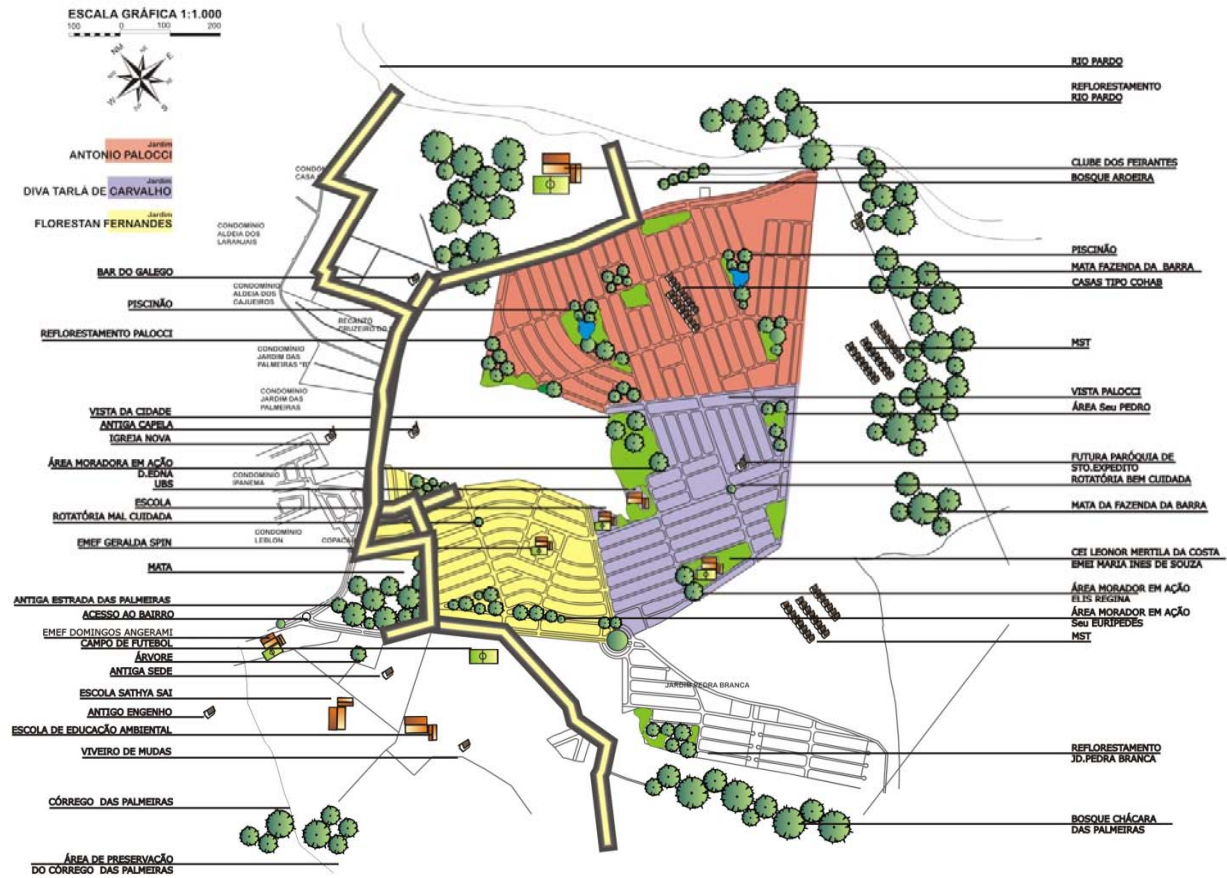 ESCALA GRÁFICA 1:1.000
100 0 100 200
NM NE E SE S SW W NW
Jardim
ANTONIO PALOCCI
Jardim
DIVA TARLÁ DE CARVALHO
Jardim
FLORESTAN FERNANDES
CASA
CONDOMÍNIO
ALDEIA DOS
LARANJAIS
BAR DO GALEGO
CONDOMÍNIO
ALDEIA DOS
CAJUEIROS
PISCINÃO
RECANTO
CRUZEIRO DO
REFLORESTAMENTO PALOCCI
CONDOMÍNIO
JARDIM DAS
PALMEIRAS "B"
CONDOMÍNIO
JARDIM DAS
PALMEIRAS
VISTA DA CIDADE
ANTIGA CAPELA
IGREJA NOVA
ÁREA MORADORA EM AÇÃO
D.EDNA
UBS
CONDOMÍNIO
IPANEMA
ESCOLA
ROTATÓRIA MAL CUIDADA
CONDOMÍNIO
LEBLON
EMEF GERALDA SPIN
MATA
ANTIGA ESTRADA DAS PALMEIRAS
ACESSO AO BAIRRO
EMEF DOMINGOS ANGERAMI
CAMPO DE FUTEBOL
ÁRVORE
ANTIGA SEDE
ESCOLA SATHYA SAI
ANTIGO ENGENHO
ESCOLA DE EDUCAÇÃO AMBIENTAL
VIVEIRO DE MUDAS
CÓRREGO DAS PALMEIRAS
ÁREA DE PRESERVAÇÃO
DO CÓRREGO DAS PALMEIRAS
RIO PARDO
REFLORESTAMENTO
RIO PARDO
CLUBE DOS FEIRANTES
BOSQUE AROEIRA
PISCINÃO
MATA FAZENDA DA BARRA
CASAS TIPO COHAB
MST
VISTA PALOCCI
ÁREA Seu PEDRO
FUTURA PARÓQUIA DE
STO.EXPEDITO
ROTATÓRIA BEM CUIDADA
MATA DA FAZENDA DA BARRA
CEI LEONOR MERTILA DA COSTA
EMEI MARIA INES DE SOUZA
ÁREA MORADOR EM AÇÃO
ELIS REGINA
ÁREA MORADOR EM AÇÃO
Seu EURIPEDES
MST
JARDIM PEDRA BRANCA
REFLORESTAMENTO
JD.PEDRA BRANCA
BOSQUE CHÁCARA
DAS PALMEIRAS